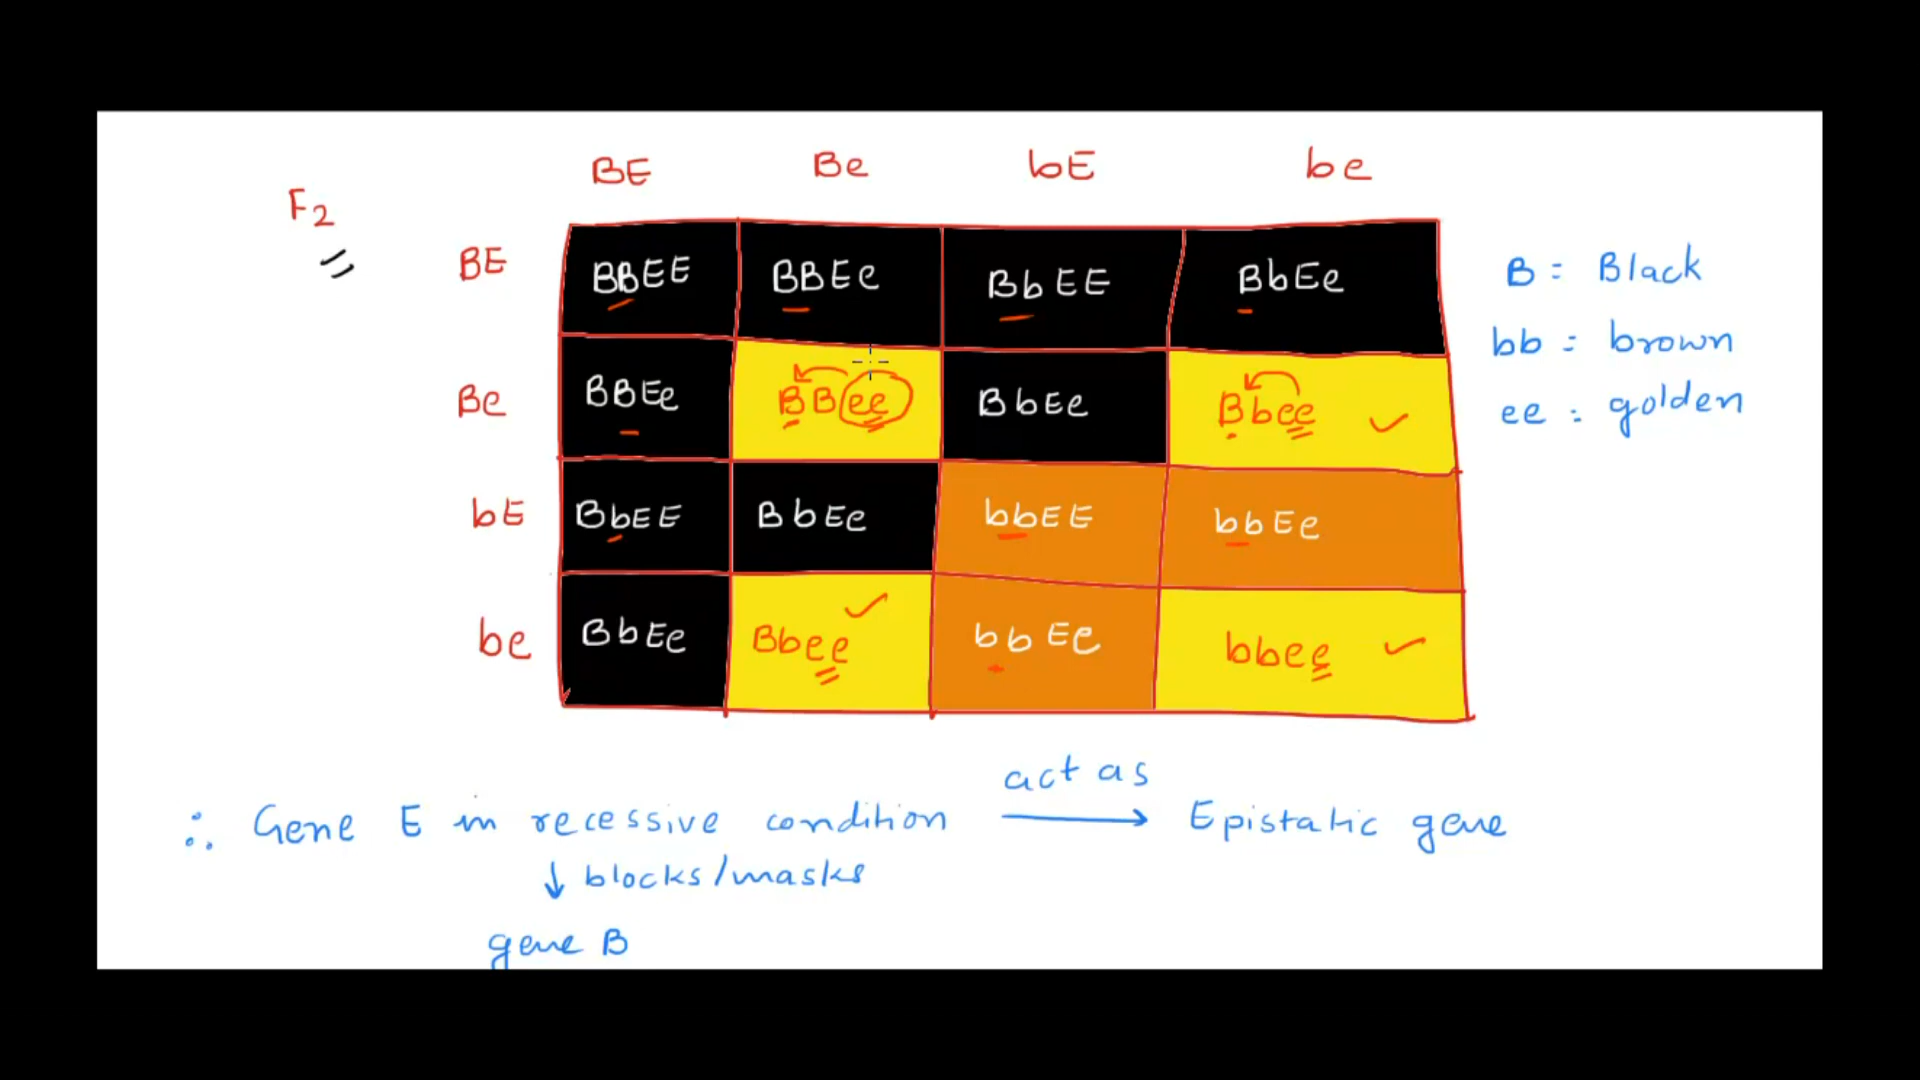 BE Be bE be
F2
BE BBEE BBEe BbEE BbEe
B = Black
bb = brown
Be BBEe BBee BbEe Bbee
ee = golden
bE BbEE BbEe bbEE bbEe
be BbEe Bbee bbEe bbee
act as
∴ Gene E in recessive condition → Epistatic gene
↓ blocks/masks
gene B